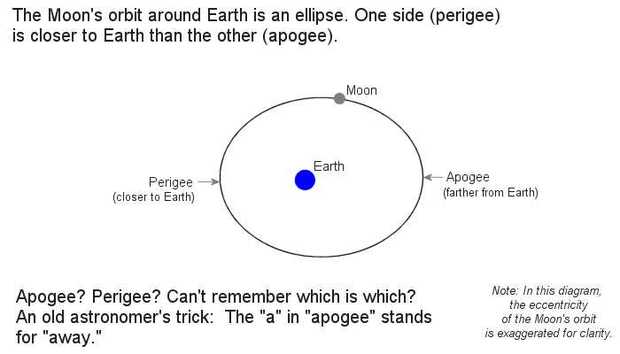 The Moon's orbit around Earth is an ellipse. One side (perigee)
is closer to Earth than the other (apogee).
Moon
Earth
Perigee
(closer to Earth)
Apogee
(farther from Earth)
Apogee? Perigee? Can't remember which is which?
An old astronomer's trick:  The "a" in "apogee" stands
for "away."
Note: In this diagram,
the eccentricity
of the Moon's orbit
is exaggerated for clarity.